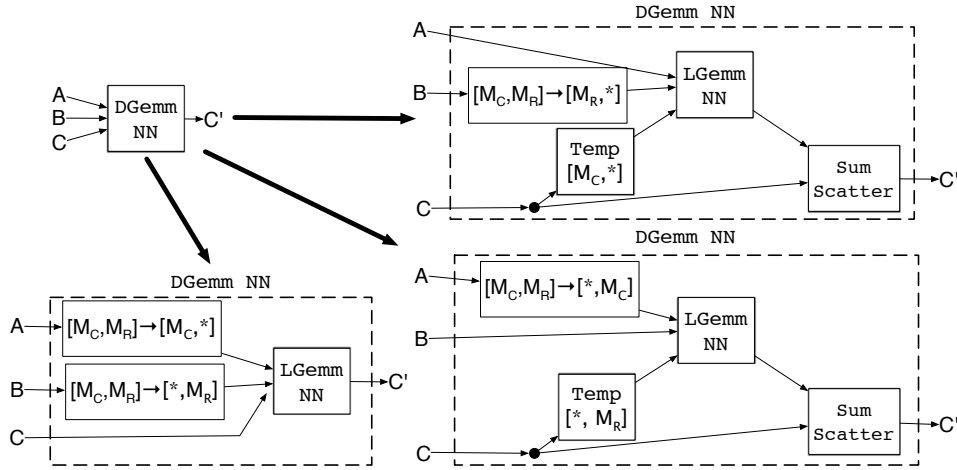 A
B
C
DGemm
NN
C'
DGemm NN
A
B
[M_C,M_R]→[M_R,*]
LGemm
NN
Temp
[M_C,*]
Sum
Scatter
C
C'
DGemm NN
A
[M_C,M_R]→[*,M_C]
B
LGemm
NN
Temp
[*, M_R]
Sum
Scatter
C
C'
DGemm NN
A
[M_C,M_R]→[M_C,*]
B
[M_C,M_R]→[*,M_R]
LGemm
NN
C
C'